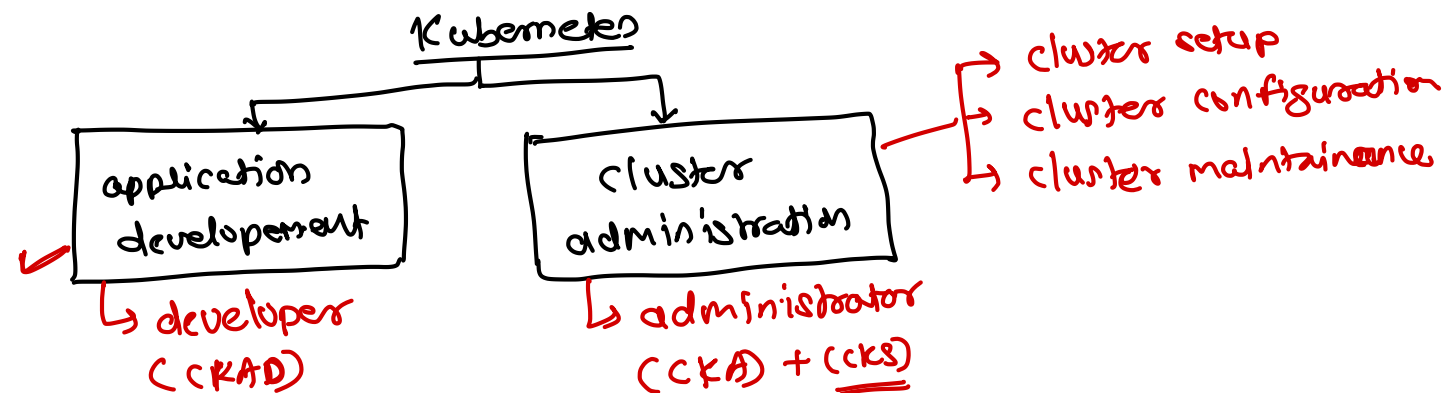 Kubernetes
application
developement
cluster
administration
cluster setup
cluster configuration
cluster maintainance
developer
(CKAD)
administrator
(CKA) + (CKS)